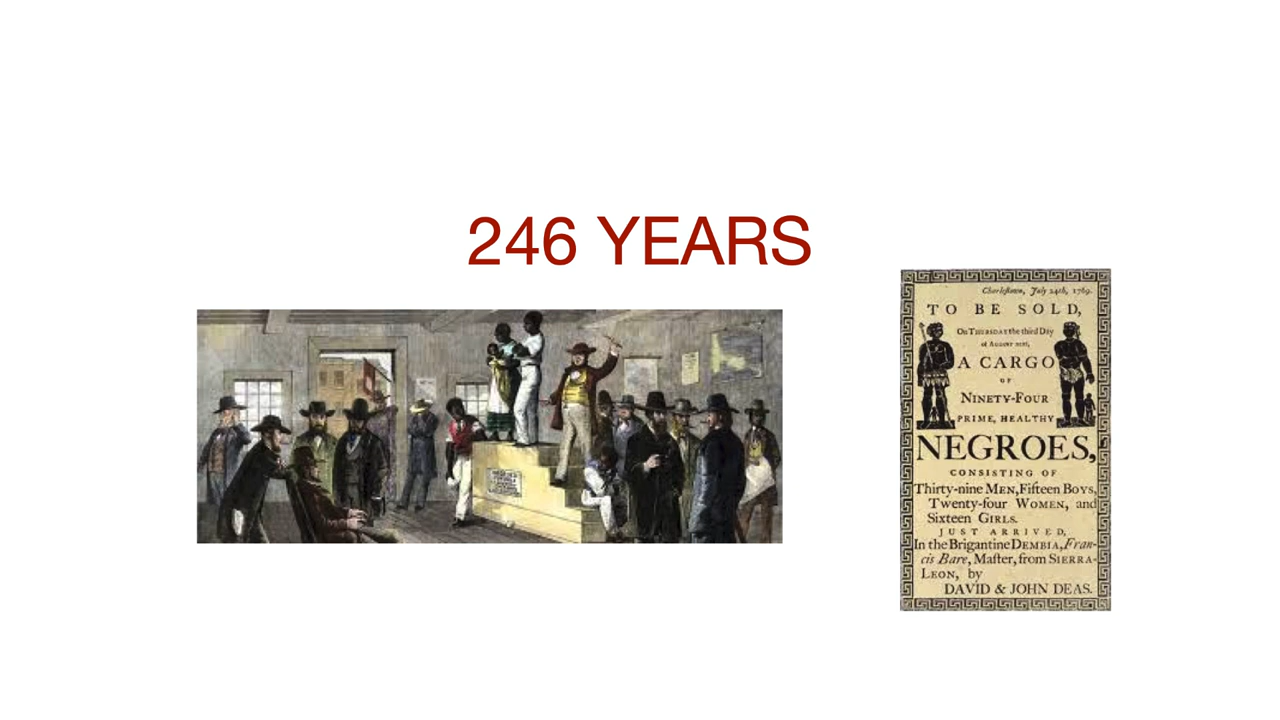 246 YEARS
Charlestown, July 24th, 1769.
TO BE SOLD,
On THURSDAY the third Day
of AUGUST next,
A CARGO
OF
NINETY-FOUR
PRIME, HEALTHY
NEGROES,
CONSISTING OF
Thirty-nine MEN, Fifteen BOYS,
Twenty-four WOMEN, and
Sixteen GIRLS.
JUST ARRIVED,
In the Brigantine DEMBIA, Fran-
cis Bare, Master, from SIERRA-
LEON, by
DAVID & JOHN DEAS.